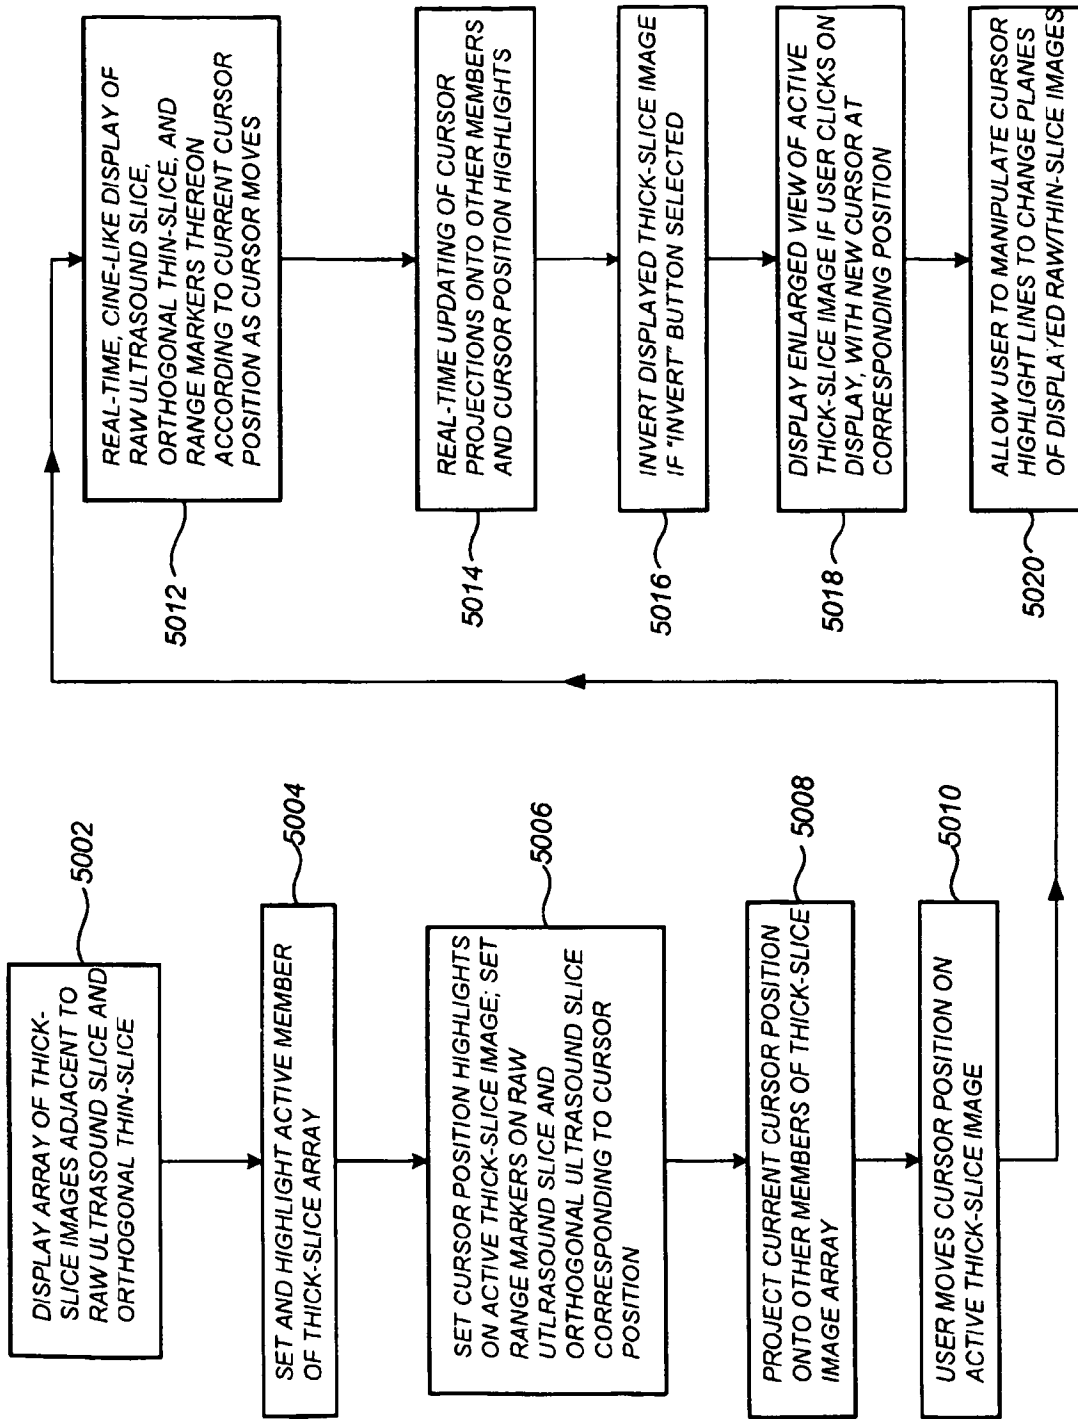 5002
DISPLAY ARRAY OF THICK-
SLICE IMAGES ADJACENT TO
RAW ULTRASOUND SLICE AND
ORTHOGONAL THIN-SLICE
5004
SET AND HIGHLIGHT ACTIVE MEMBER
OF THICK-SLICE ARRAY
5006
SET CURSOR POSITION HIGHLIGHTS
ON ACTIVE THICK-SLICE IMAGE; SET
RANGE MARKERS ON RAW
UTLRASOUND SLICE AND
ORTHOGONAL ULTRASOUND SLICE
CORRESPONDING TO CURSOR
POSITION
5008
PROJECT CURRENT CURSOR POSITION
ONTO OTHER MEMBERS OF THICK-SLICE
IMAGE ARRAY
5010
USER MOVES CURSOR POSITION ON
ACTIVE THICK-SLICE IMAGE
5012
REAL-TIME, CINE-LIKE DISPLAY OF
RAW ULTRASOUND SLICE,
ORTHOGONAL THIN-SLICE, AND
RANGE MARKERS THEREON
ACCORDING TO CURRENT CURSOR
POSITION AS CURSOR MOVES
5014
REAL-TIME UPDATING OF CURSOR
PROJECTIONS ONTO OTHER MEMBERS
AND CURSOR POSITION HIGHLIGHTS
5016
INVERT DISPLAYED THICK-SLICE IMAGE
IF "INVERT" BUTTON SELECTED
5018
DISPLAY ENLARGED VIEW OF ACTIVE
THICK-SLICE IMAGE IF USER CLICKS ON
DISPLAY, WITH NEW CURSOR AT
CORRESPONDING POSITION
5020
ALLOW USER TO MANIPULATE CURSOR
HIGHLIGHT LINES TO CHANGE PLANES
OF DISPLAYED RAW/THIN-SLICE IMAGES